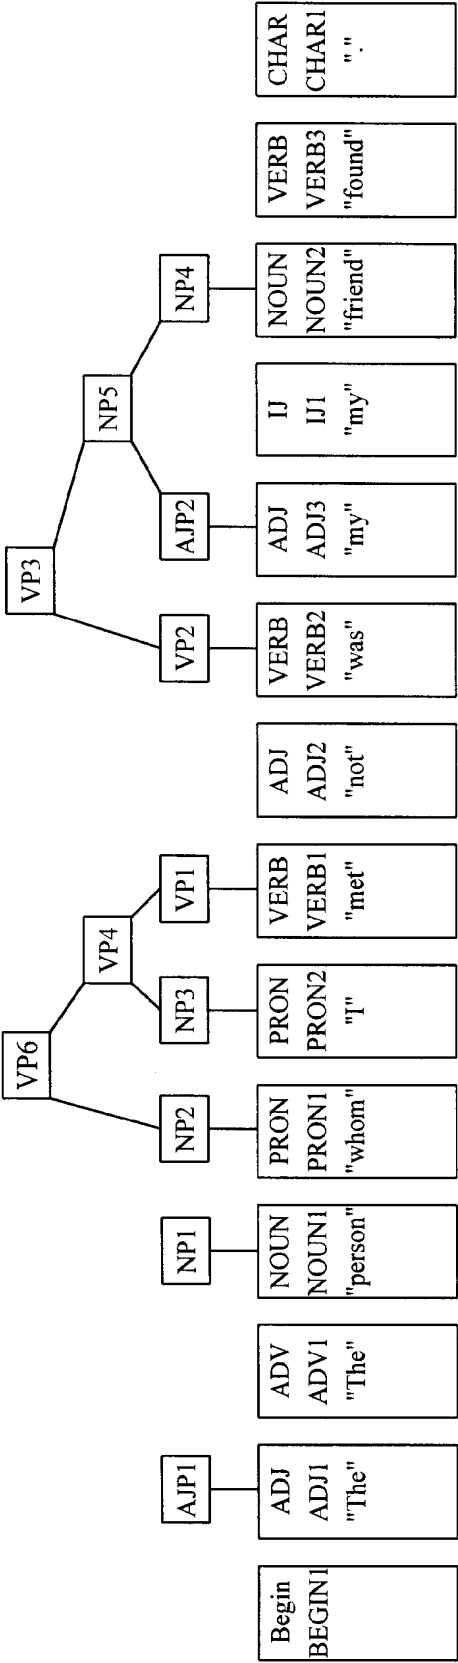 VP6
VP3
VP4
NP5
AJP1
NP1
NP2
NP3
VP1
VP2
AJP2
NP4
Begin
BEGIN1
ADJ
ADJ1
"The"
ADV
ADV1
"The"
NOUN
NOUN1
"person"
PRON
PRON1
"whom"
PRON
PRON2
"I"
VERB
VERB1
"met"
ADJ
ADJ2
"not"
VERB
VERB2
"was"
ADJ
ADJ3
"my"
IJ
IJ1
"my"
NOUN
NOUN2
"friend"
VERB
VERB3
"found"
CHAR
CHAR1
"."